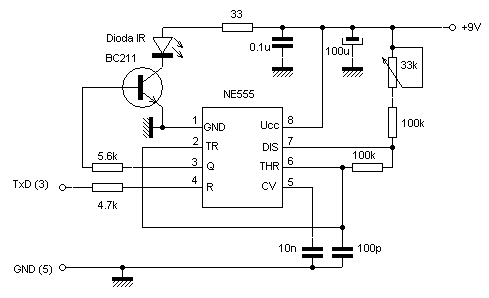 33
+9V
Dioda IR
0.1u
100u
33k
BC211
NE555
1 GND
Ucc 8
100k
2 TR
DIS 7
5.6k
3 Q
THR 6
100k
TxD (3)
4 R
CV 5
4.7k
10n
100p
GND (5)